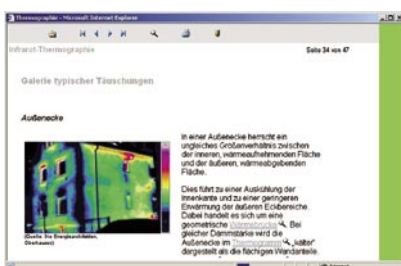 Thermographie - Microsoft Internet Explorer
Infrarot-Thermographie
Seite 34 von 47
Galerie typischer Täuschungen
Außenecke
In einer Außenecke herrscht ein
ungleiches Größenverhältnis zwischen
der inneren, wärmeaufnehmenden Fläche
und der äußeren, wärmeabgebenden
Fläche.
Dies führt zu einer Auskühlung der
Innenkante und zu einer geringeren
Erwärmung der äußeren Eckbereiche.
Dabei handelt es sich um eine
geometrische Wärmebrücke. Bei
gleicher Dämmstärke wird die
Außenecke im „kälter“
dargestellt als die flächigen Wandanteile.
(Quelle: Energiearchitekten,
Oberhausen)